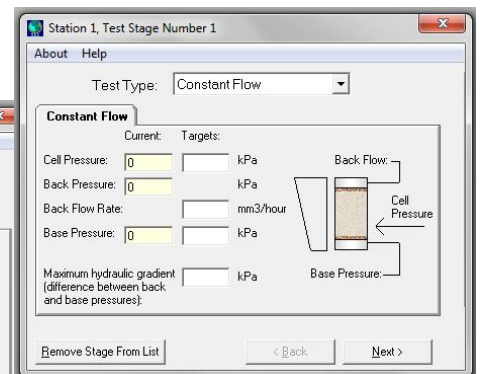 Station 1, Test Stage Number 1
About Help
Test Type: Constant Flow
Constant Flow
Current: Targets:
Cell Pressure: 0 kPa
Back Pressure: 0 kPa
Back Flow Rate: mm3/hour
Base Pressure: 0 kPa
Maximum hydraulic gradient kPa
(difference between back
and base pressures):
Back Flow:
Cell
Pressure
Base Pressure:
Remove Stage From List < Back Next >